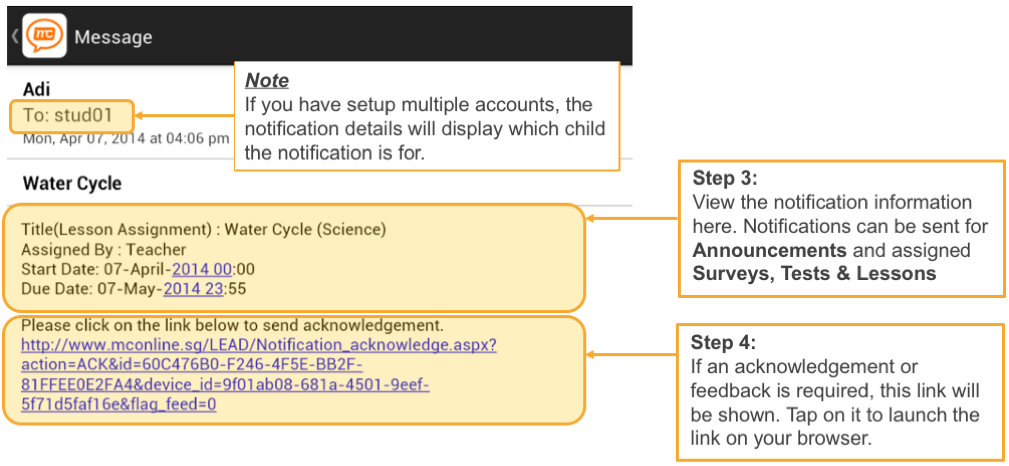 mc
Message
Adi
To: stud01
Mon, Apr 07, 2014 at 04:06 pm
Note
If you have setup multiple accounts, the
notification details will display which child
the notification is for.
Water Cycle
Title(Lesson Assignment) : Water Cycle (Science)
Assigned By : Teacher
Start Date: 07-April-2014 00:00
Due Date: 07-May-2014 23:55
Step 3:
View the notification information
here. Notifications can be sent for
Announcements and assigned
Surveys, Tests & Lessons
Please click on the link below to send acknowledgement.
http://www.mconline.sg/LEAD/Notification_acknowledge.aspx?
action=ACK&id=60C476B0-F246-4F5E-BB2F-
81FFEE0E2FA4&device_id=9f01ab08-681a-4501-9eef-
5f71d5faf16e&flag_feed=0
Step 4:
If an acknowledgement or
feedback is required, this link will
be shown. Tap on it to launch the
link on your browser.